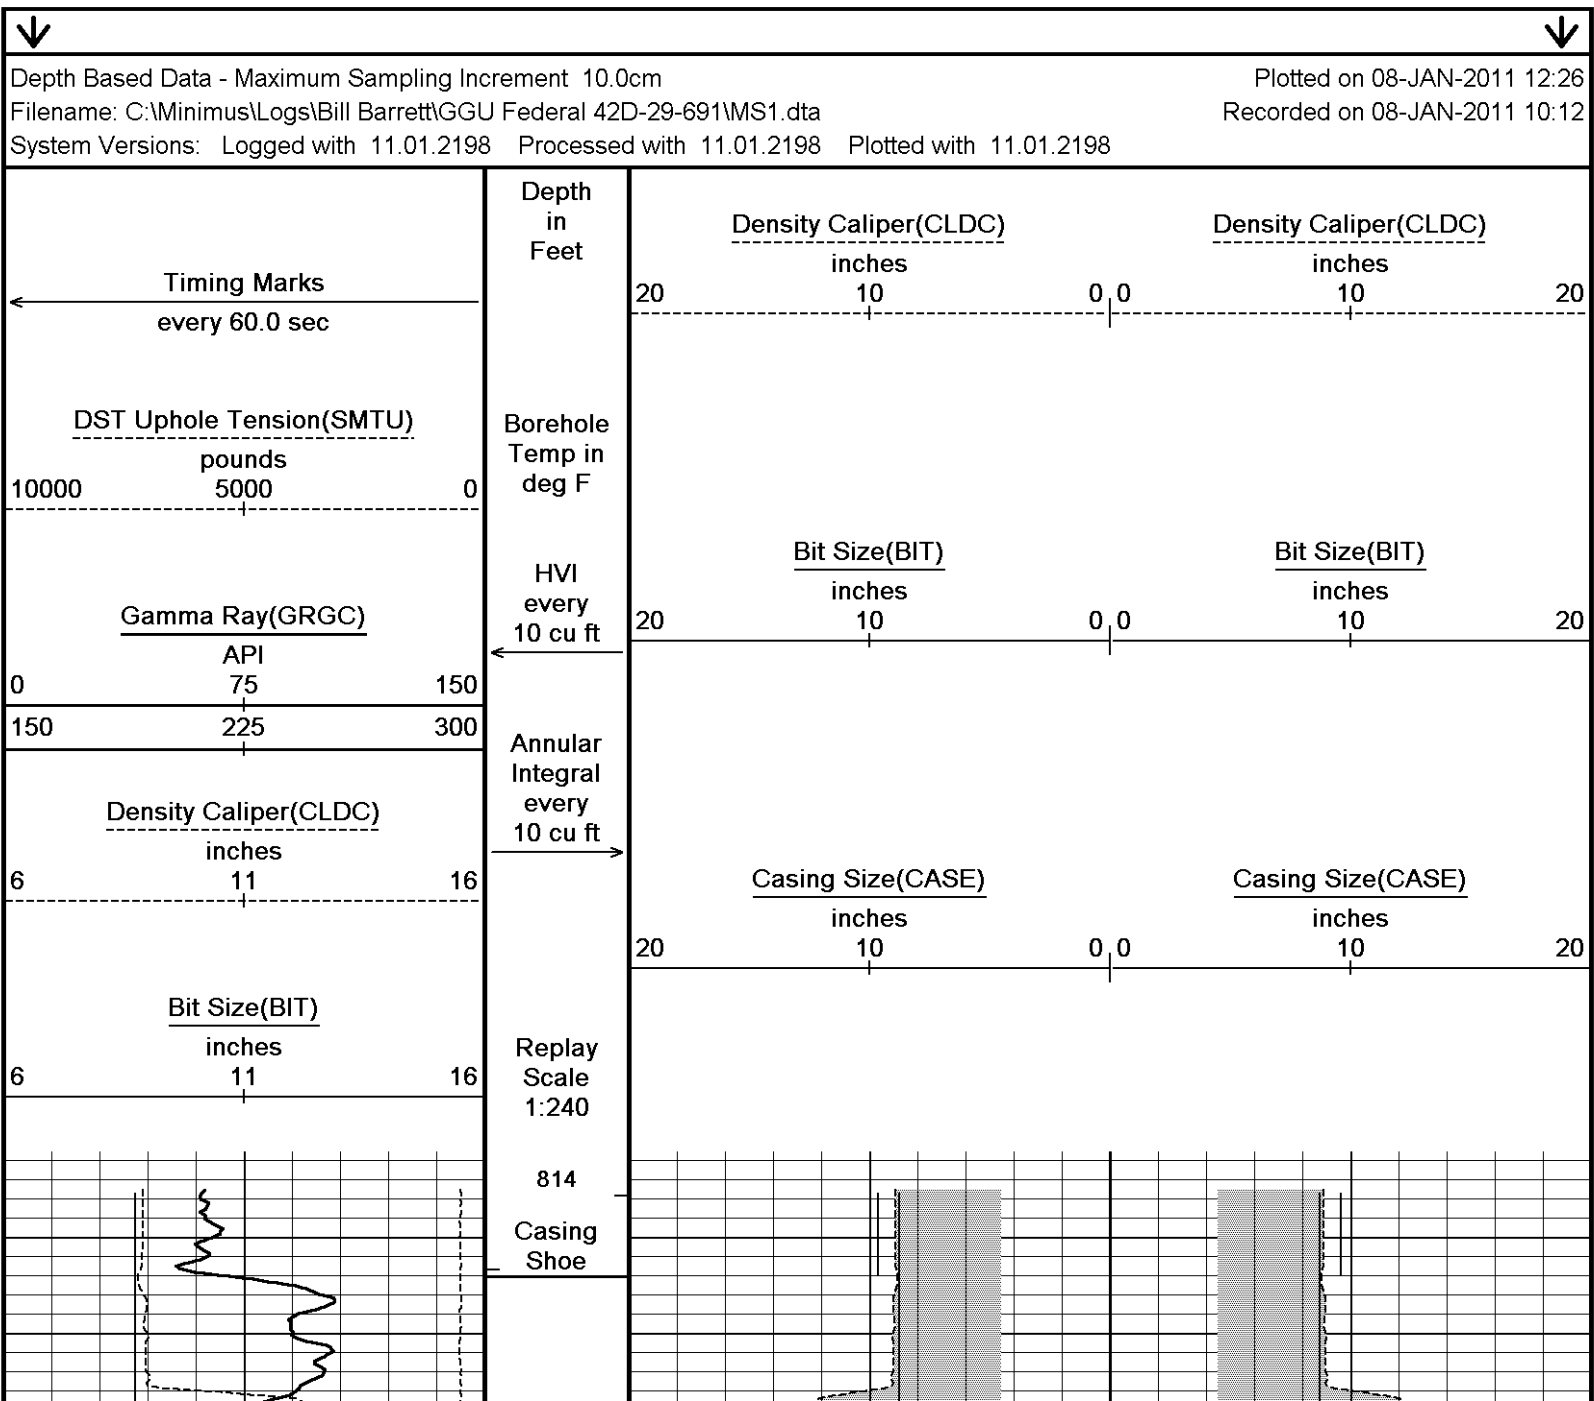 Depth Based Data - Maximum Sampling Increment 10.0cm
Plotted on 08-JAN-2011 12:26
Filename: C:\Minimus\Logs\Bill Barrett\GGU Federal 42D-29-691\MS1.dta
Recorded on 08-JAN-2011 10:12
System Versions: Logged with 11.01.2198 Processed with 11.01.2198 Plotted with 11.01.2198
Timing Marks
every 60.0 sec
DST Uphole Tension(SMTU)
pounds
10000 5000 0
Gamma Ray(GRGC)
API
0 75 150
150 225 300
Density Caliper(CLDC)
inches
6 11 16
Bit Size(BIT)
inches
6 11 16
Depth
in
Feet
Borehole
Temp in
deg F
HVI
every
10 cu ft
Annular
Integral
every
10 cu ft
Replay
Scale
1:240
814
Casing
Shoe
Density Caliper(CLDC)
inches
20 10 0
Density Caliper(CLDC)
inches
0 10 20
Bit Size(BIT)
inches
20 10 0
Bit Size(BIT)
inches
0 10 20
Casing Size(CASE)
inches
20 10 0
Casing Size(CASE)
inches
0 10 20